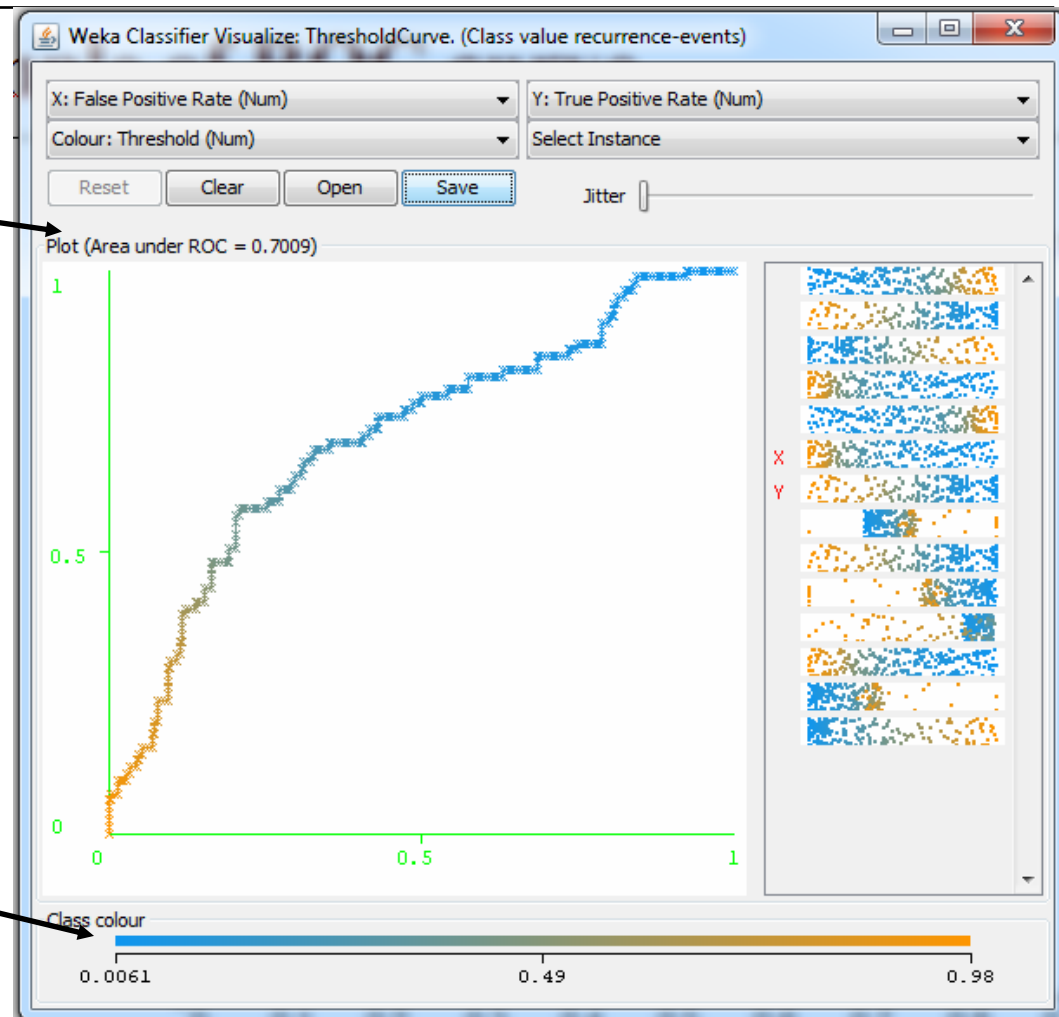 Weka Classifier Visualize: ThresholdCurve. (Class value recurrence-events)
X: False Positive Rate (Num)
Y: True Positive Rate (Num)
Colour: Threshold (Num)
Select Instance
Reset
Clear
Open
Save
Jitter
Plot (Area under ROC = 0.7009)
1
0.5
0
0
0.5
1
X
Y
Class colour
0.0061
0.49
0.98